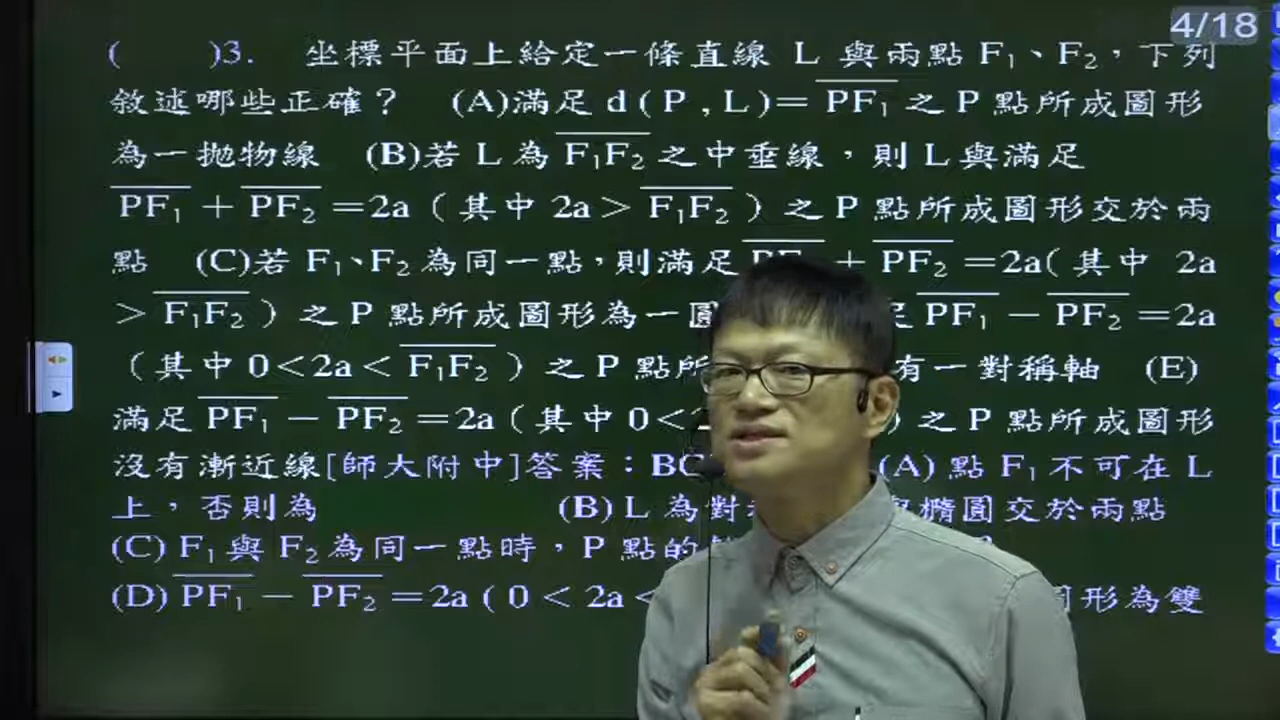 4/18
(      )3. 坐標平面上給定一條直線 L 與兩點 F₁、F₂，下列
敘述哪些正確？ (A)滿足 d(P,L)=PF₁ 之 P 點所成圖形
為一拋物線 (B)若 L 為 F₁F₂ 之中垂線，則 L 與滿足
PF₁+PF₂=2a（其中 2a>F₁F₂）之 P 點所成圖形交於兩
點 (C)若 F₁、F₂ 為同一點，則滿足 +PF₂=2a(其中 2a
>F₁F₂）之 P 點所成圖形為一 PF₁-PF₂=2a
（其中 0<2a<F₁F₂）之 P 點所 有一對稱軸 (E)
滿足 PF₁-PF₂=2a（其中 0< )之 P 點所成圖形
沒有漸近線[師大附中]答案：BC (A)點 F₁ 不可在 L
上，否則為 (B)L 為對 橢圓交於兩點
(C) F₁ 與 F₂ 為同一點時，P 點的
(D) PF₁-PF₂=2a(0<2a< 圖形為雙